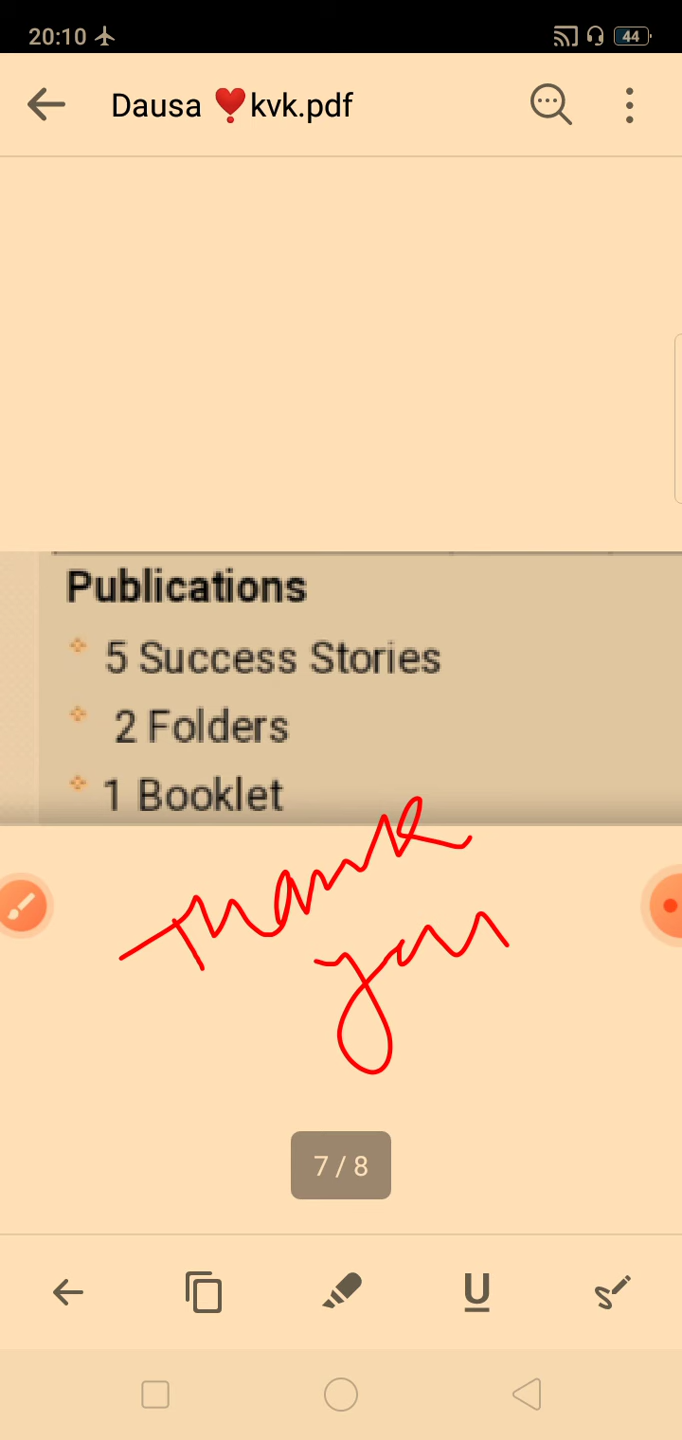 20:10
44
Dausa ❣️kvk.pdf
Publications
5 Success Stories
2 Folders
1 Booklet
Thank
you
7 / 8
U